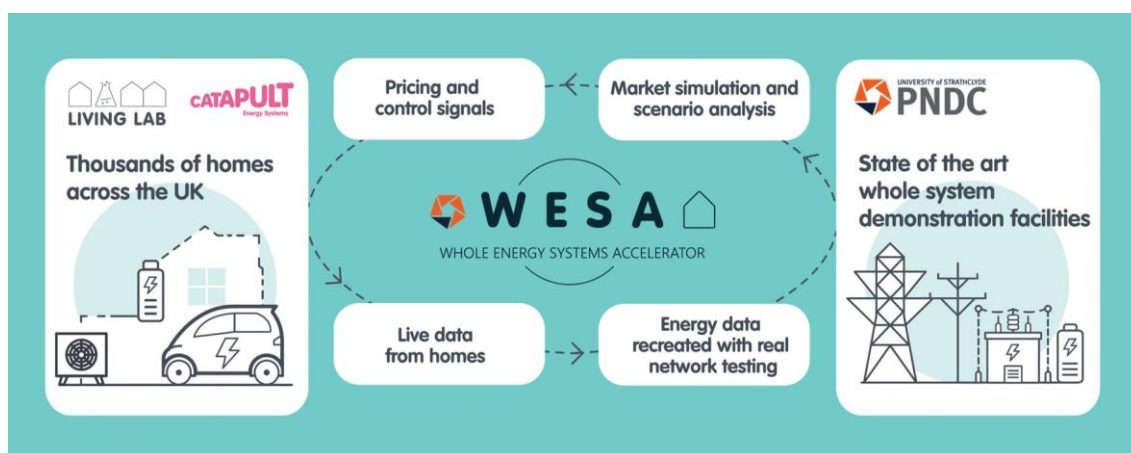 LIVING LAB
CATAPULT
Energy Systems
Thousands of homes
across the UK
Pricing and
control signals
Market simulation and
scenario analysis
WESA
WHOLE ENERGY SYSTEMS ACCELERATOR
Live data
from homes
Energy data
recreated with real
network testing
UNIVERSITY of STRATHCLYDE
PNDC
State of the art
whole system
demonstration facilities